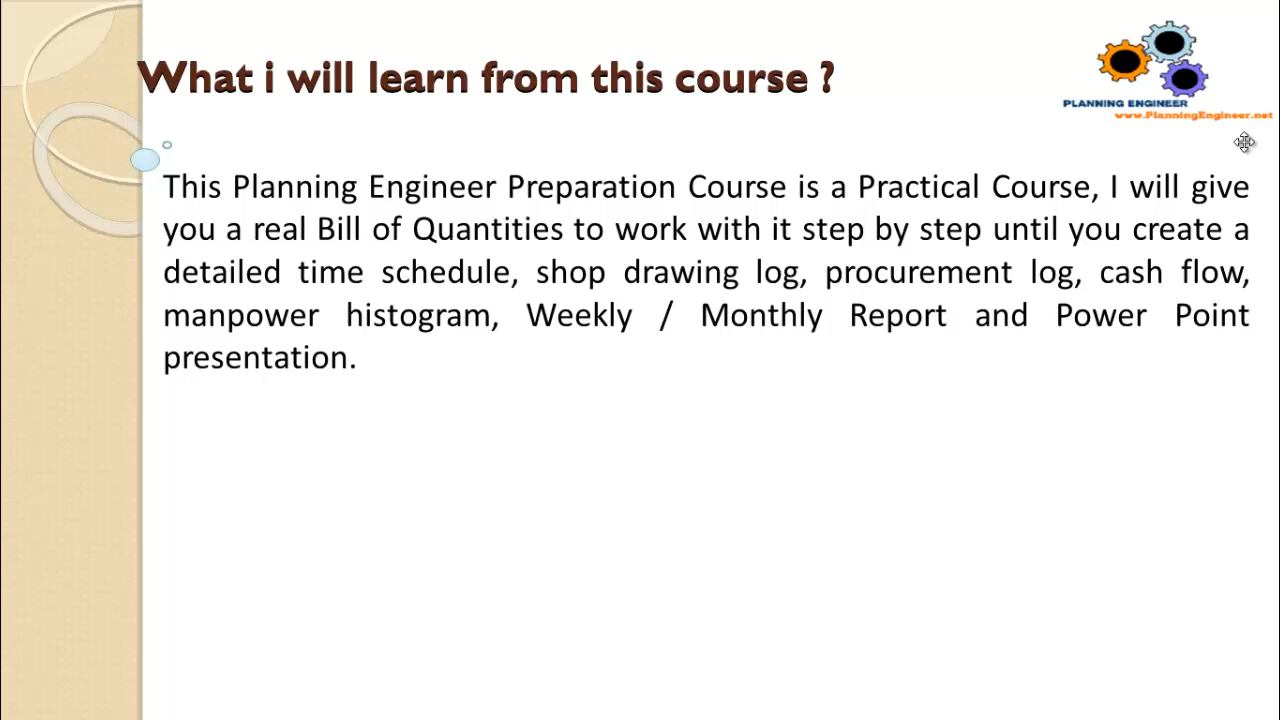 What i will learn from this course ?
PLANNING ENGINEER
www.PlanningEngineer.net
This Planning Engineer Preparation Course is a Practical Course, I will give
you a real Bill of Quantities to work with it step by step until you create a
detailed time schedule, shop drawing log, procurement log, cash flow,
manpower histogram, Weekly / Monthly Report and Power Point
presentation.